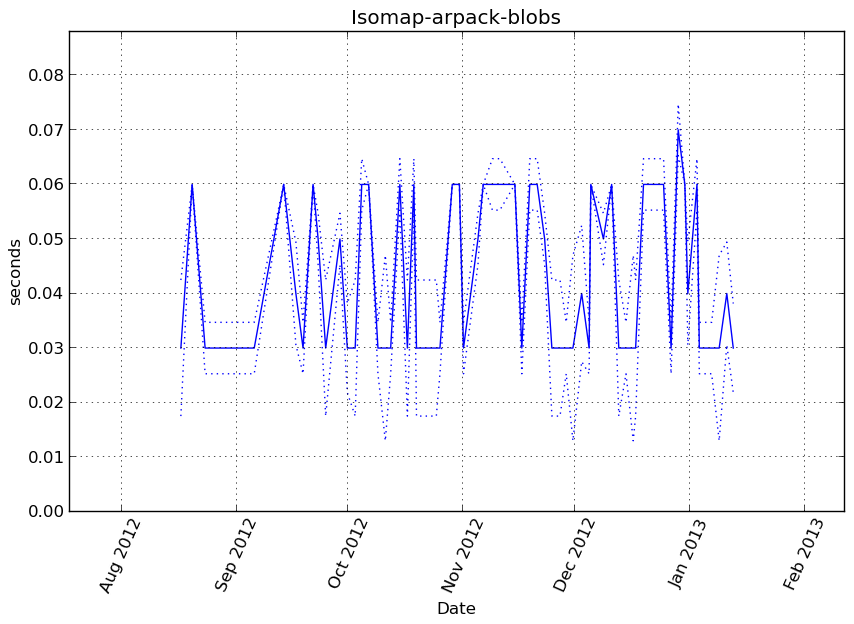 Isomap-arpack-blobs
0.08
0.07
0.06
0.05
0.04
0.03
0.02
0.01
0.00
seconds
Aug 2012
Sep 2012
Oct 2012
Nov 2012
Dec 2012
Jan 2013
Feb 2013
Date